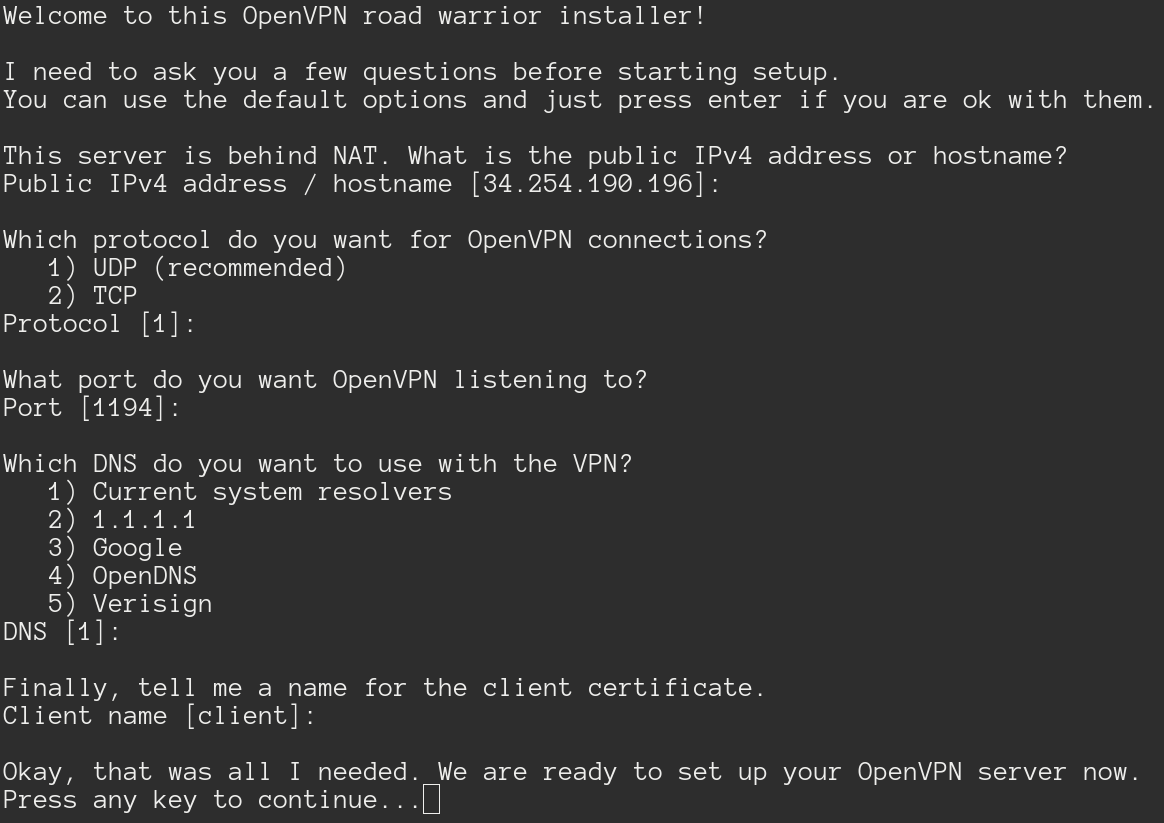 Welcome to this OpenVPN road warrior installer!
I need to ask you a few questions before starting setup.
You can use the default options and just press enter if you are ok with them.
This server is behind NAT. What is the public IPv4 address or hostname?
Public IPv4 address / hostname [34.254.190.196]:
Which protocol do you want for OpenVPN connections?
   1) UDP (recommended)
   2) TCP
Protocol [1]:
What port do you want OpenVPN listening to?
Port [1194]:
Which DNS do you want to use with the VPN?
   1) Current system resolvers
   2) 1.1.1.1
   3) Google
   4) OpenDNS
   5) Verisign
DNS [1]:
Finally, tell me a name for the client certificate.
Client name [client]:
Okay, that was all I needed. We are ready to set up your OpenVPN server now.
Press any key to continue...